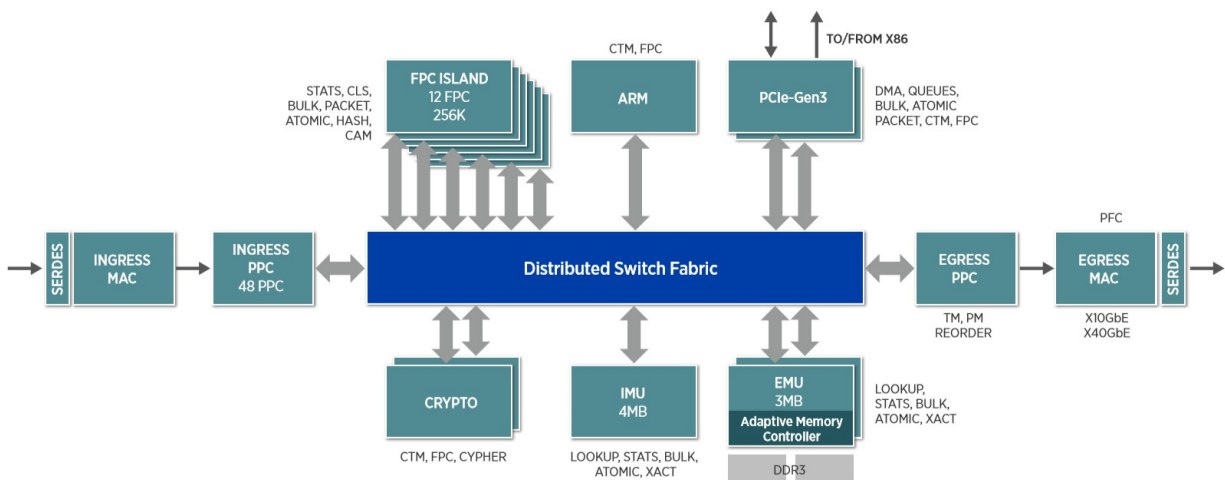 TO/FROM X86
CTM, FPC
FPC ISLAND
12 FPC
256K
ARM
PCIe-Gen3
STATS, CLS,
BULK, PACKET,
ATOMIC, HASH,
CAM
DMA, QUEUES,
BULK, ATOMIC
PACKET, CTM, FPC
PFC
SERDES
INGRESS
MAC
INGRESS
PPC
48 PPC
Distributed Switch Fabric
EGRESS
PPC
EGRESS
MAC
SERDES
TM, PM
REORDER
X10GbE
X40GbE
CRYPTO
IMU
4MB
EMU
3MB
Adaptive Memory
Controller
LOOKUP,
STATS, BULK,
ATOMIC, XACT
CTM, FPC, CYPHER
LOOKUP, STATS, BULK,
ATOMIC, XACT
DDR3